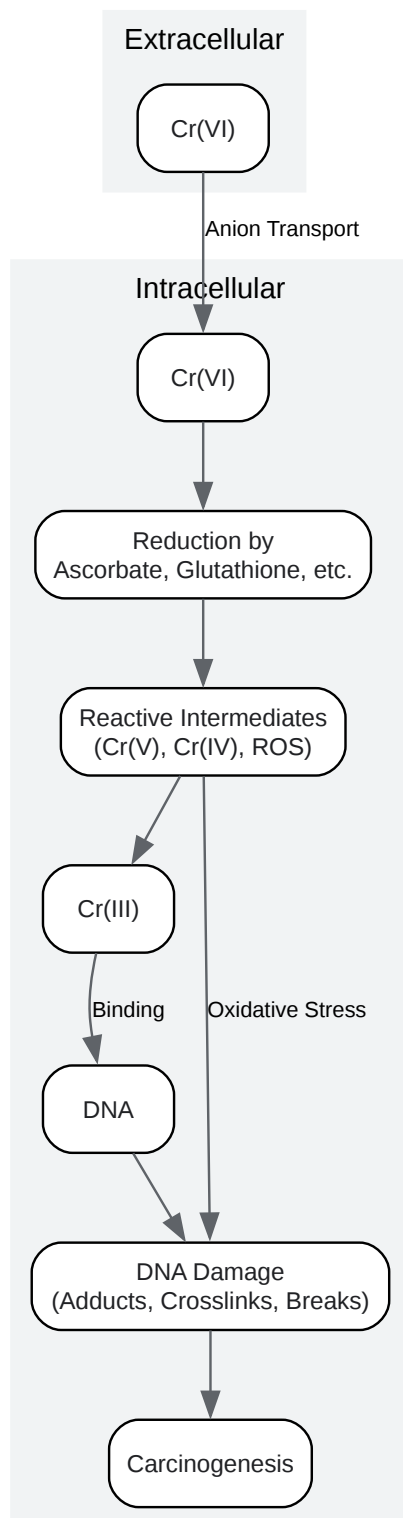 Extracellular
Cr(VI)
Anion Transport
Intracellular
Cr(VI)
Reduction by
Ascorbate, Glutathione, etc.
Reactive Intermediates
(Cr(V), Cr(IV), ROS)
Cr(III)
Binding
Oxidative Stress
DNA
DNA Damage
(Adducts, Crosslinks, Breaks)
Carcinogenesis